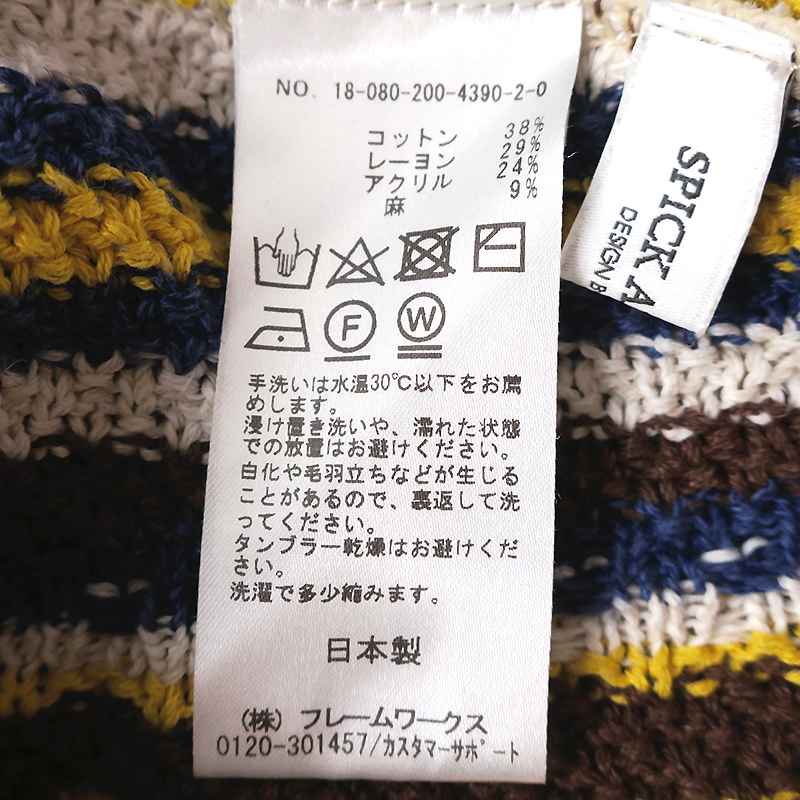 NO. 18-080-200-4390-2-0
コットン 38%
レーヨン 29%
アクリル 24%
麻 9%
F
W
手洗いは水温30℃以下をお薦
めします。
浸け置き洗いや、濡れた状態
での放置はお避けください。
白化や毛羽立ちなどが生じる
ことがあるので、裏返して洗
ってください。
タンブラー乾燥はお避けくだ
さい。
洗濯で多少縮みます。
日本製
(株) フレームワークス
0120-301457/カスタマーサポート
SPICK A
DESIGN B